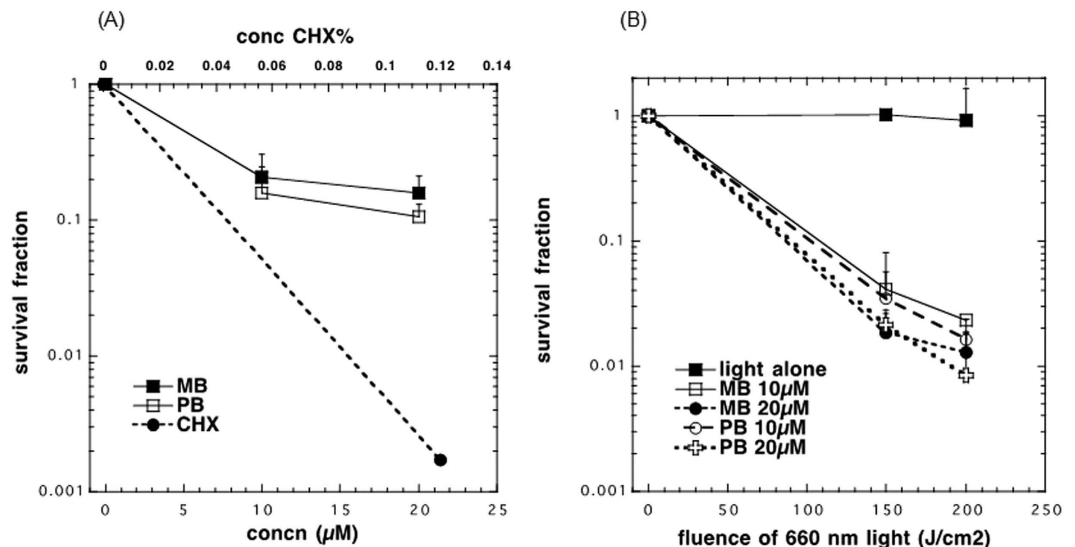 (A)
conc CHX%
0 0.02 0.04 0.06 0.08 0.1 0.12 0.14
1
0.1
0.01
0.001
survival fraction
MB
PB
CHX
0 5 10 15 20 25
concn (µM)
(B)
1
0.1
0.01
0.001
survival fraction
light alone
MB 10µM
MB 20µM
PB 10µM
PB 20µM
0 50 100 150 200 250
fluence of 660 nm light (J/cm2)